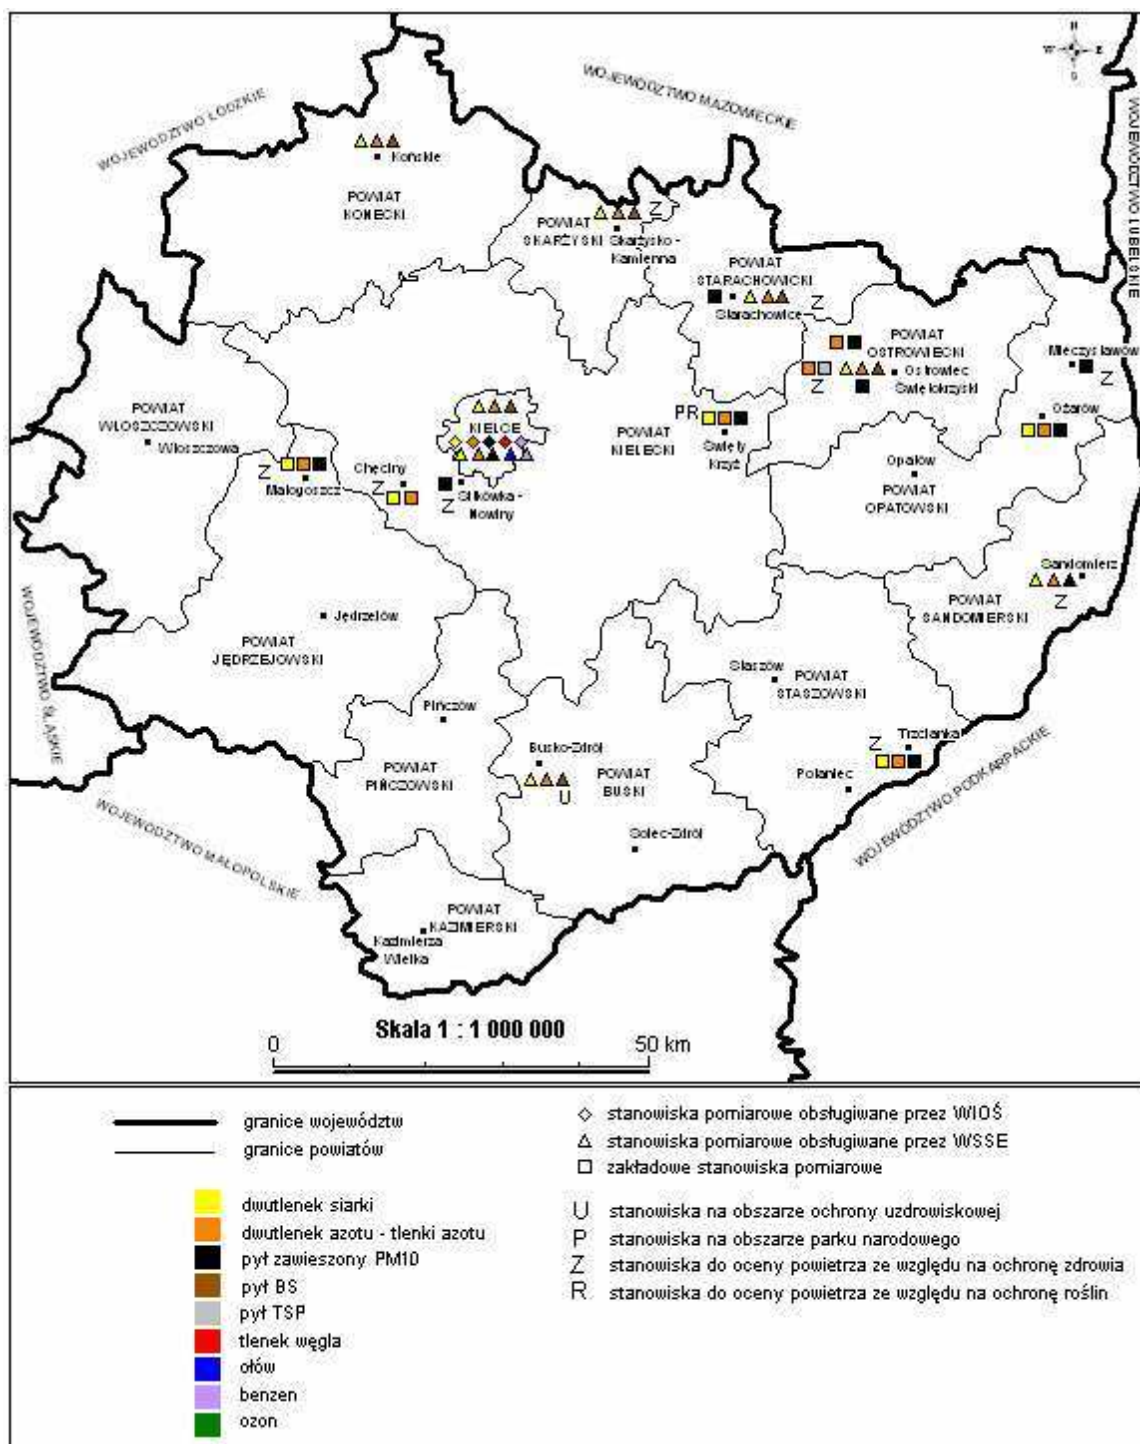 N
W E
S
WOJEWÓDZTWO ŁÓDZKIE
WOJEWÓDZTWO MAZOWIECKIE
WOJEWÓDZTWO LUBELSKIE
Końskie
POWIAT
KONECKI
POWIAT
SKARŻYSKI
Z
Skarżysko -
Kamienna
POWIAT
STARACHOWICKI
Starachowice
Z
POWIAT
OSTROWIECKI
Ostrowiec
Świętokrzyski
Z
Mieczysławów
Z
Ożarów
POWIAT
WŁOSZCZOWSKI
Włoszczowa
KIELCE
POWIAT
KIELECKI
PR
Święty
Krzyż
Opatów
POWIAT
OPATOWSKI
Z
Małogoszcz
Chęciny
Z
Z
Sitkówka -
Nowiny
Sandomierz
Z
POWIAT
SANDOMIERSKI
WOJEWÓDZTWO ŚLĄSKIE
Jędrzejów
POWIAT
JĘDRZEJOWSKI
Staszów
POWIAT
STASZOWSKI
Pińczów
POWIAT
PIŃCZOWSKI
Busko-Zdrój
U
POWIAT
BUSKI
Z
Trzcianka
Połaniec
Solec-Zdrój
WOJEWÓDZTWO PODKARPACKIE
WOJEWÓDZTWO MAŁOPOLSKIE
POWIAT
KAZIMIERSKI
Kazimierza
Wielka
Skala 1 : 1 000 000
0 50 km
granice województw
granice powiatów
dwutlenek siarki
dwutlenek azotu - tlenki azotu
pył zawieszony PM10
pył BS
pył TSP
tlenek węgla
ołów
benzen
ozon
stanowiska pomiarowe obsługiwane przez WIOŚ
stanowiska pomiarowe obsługiwane przez WSSE
zakładowe stanowiska pomiarowe
U stanowiska na obszarze ochrony uzdrowiskowej
P stanowiska na obszarze parku narodowego
Z stanowiska do oceny powietrza ze względu na ochronę zdrowia
R stanowiska do oceny powietrza ze względu na ochronę roślin